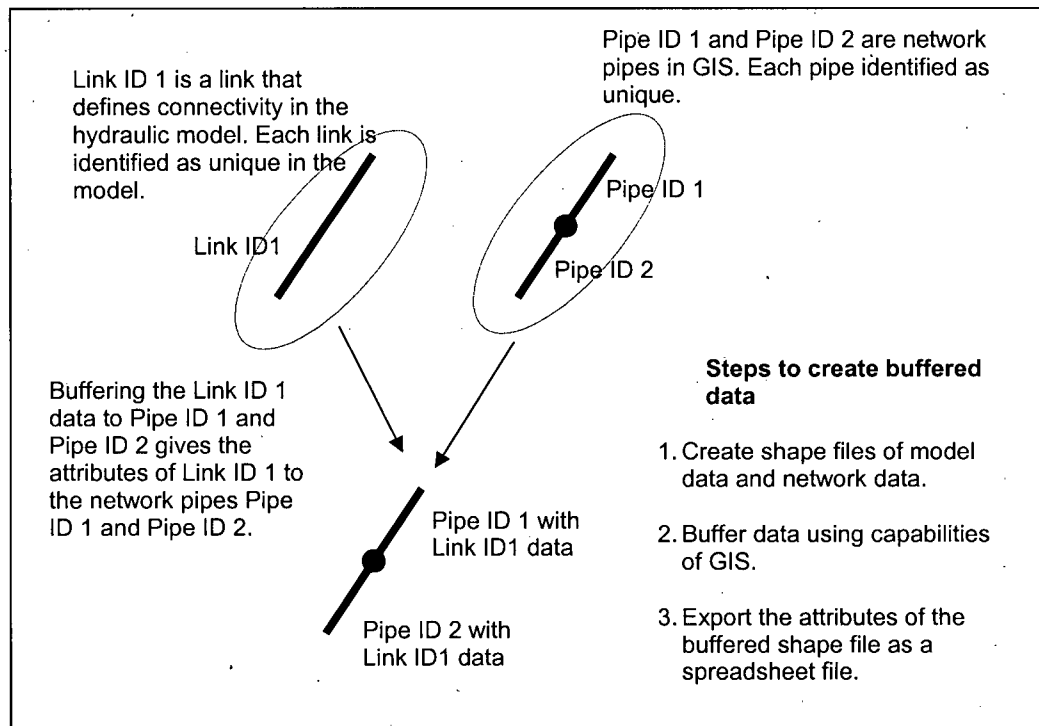 Link ID 1 is a link that
defines connectivity in the
hydraulic model. Each link is
identified as unique in the
model.
Link ID1
Pipe ID 1 and Pipe ID 2 are network
pipes in GIS. Each pipe identified as
unique.
Pipe ID 1
Pipe ID 2
Buffering the Link ID 1
data to Pipe ID 1 and
Pipe ID 2 gives the
attributes of Link ID 1 to
the network pipes Pipe
ID 1 and Pipe ID 2.
Pipe ID 1 with
Link ID1 data
Pipe ID 2 with
Link ID1 data
Steps to create buffered
data
1. Create shape files of model
data and network data.
2. Buffer data using capabilities
of GIS.
3. Export the attributes of the
buffered shape file as a
spreadsheet file.